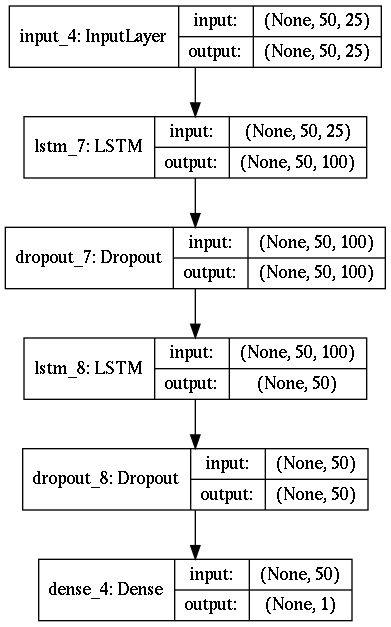 input_4: InputLayer
input: (None, 50, 25)
output: (None, 50, 25)
lstm_7: LSTM
input: (None, 50, 25)
output: (None, 50, 100)
dropout_7: Dropout
input: (None, 50, 100)
output: (None, 50, 100)
lstm_8: LSTM
input: (None, 50, 100)
output: (None, 50)
dropout_8: Dropout
input: (None, 50)
output: (None, 50)
dense_4: Dense
input: (None, 50)
output: (None, 1)